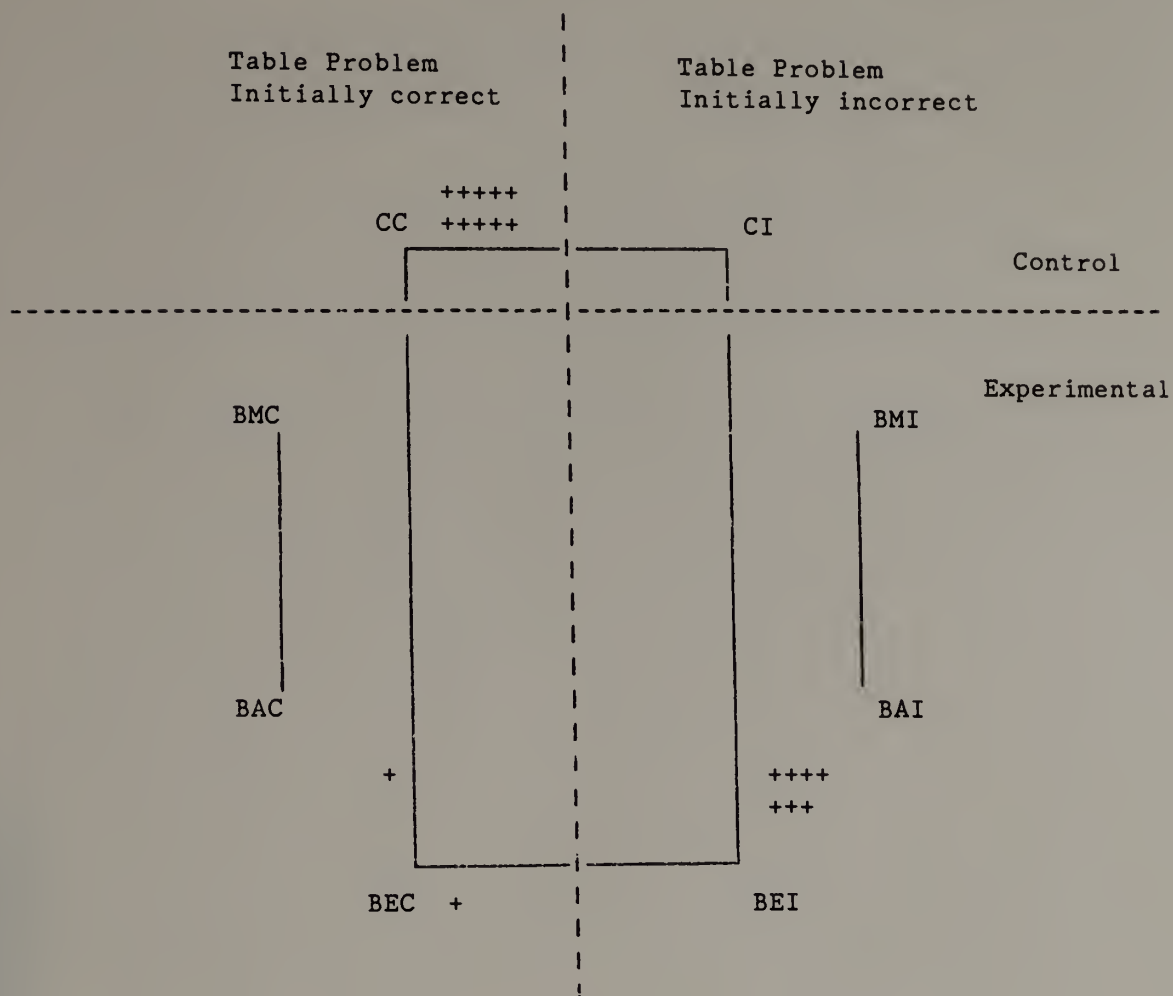 Table Problem
Initially correct
Table Problem
Initially incorrect
+++++
CC +++++
CI
Control
Experimental
BMC
BMI
BAC
BAI
+
++++
+++
BEC +
BEI